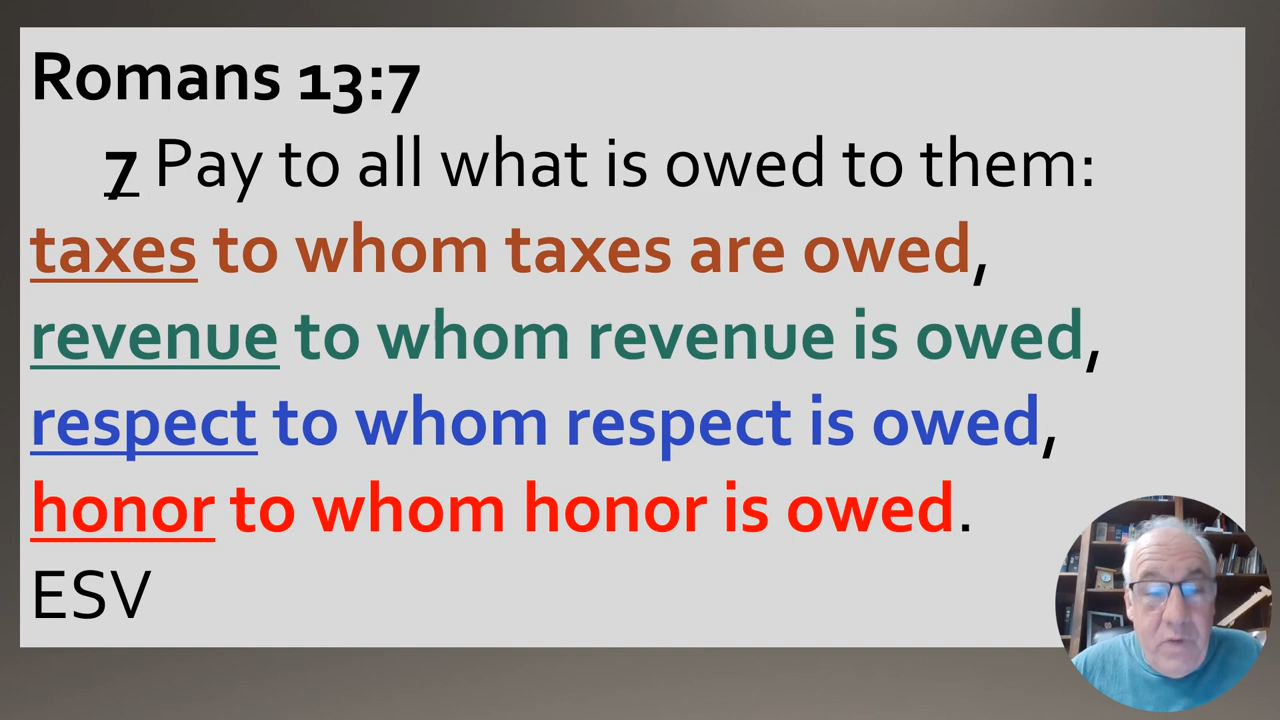 Romans 13:7
7 Pay to all what is owed to them:
taxes to whom taxes are owed,
revenue to whom revenue is owed,
respect to whom respect is owed,
honor to whom honor is owed.
ESV